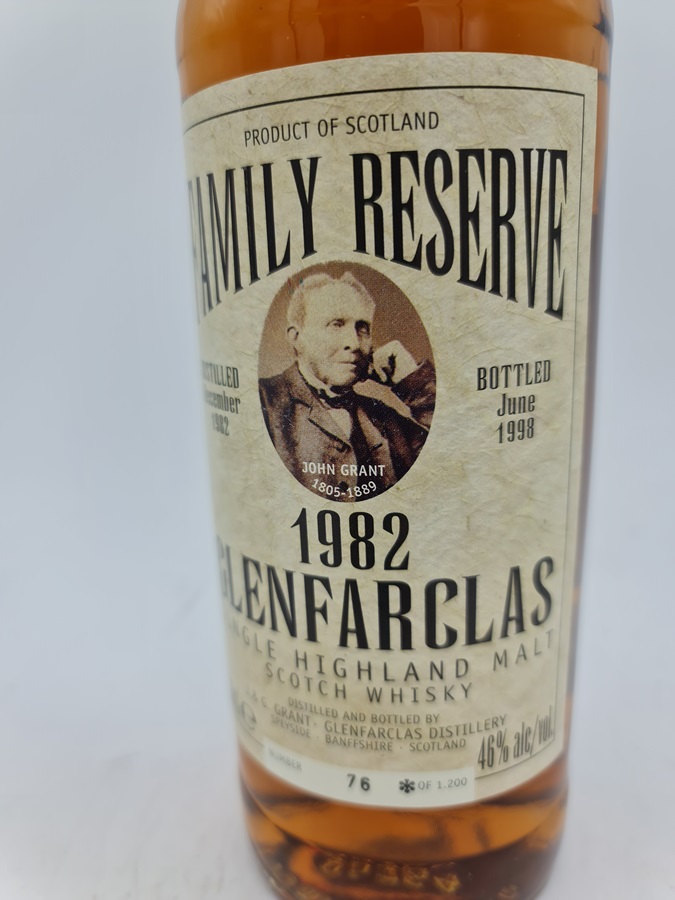 PRODUCT OF SCOTLAND
FAMILY RESERVE
DISTILLED
December
1982
BOTTLED
June
1998
JOHN GRANT
1805-1889
1982
GLENFARCLAS
SINGLE HIGHLAND MALT
SCOTCH WHISKY
DISTILLED AND BOTTLED BY
J. & G. GRANT · GLENFARCLAS DISTILLERY
SPEYSIDE · BANFFSHIRE · SCOTLAND
46% alc/vol.
NUMBER 76 ✻ OF 1.200